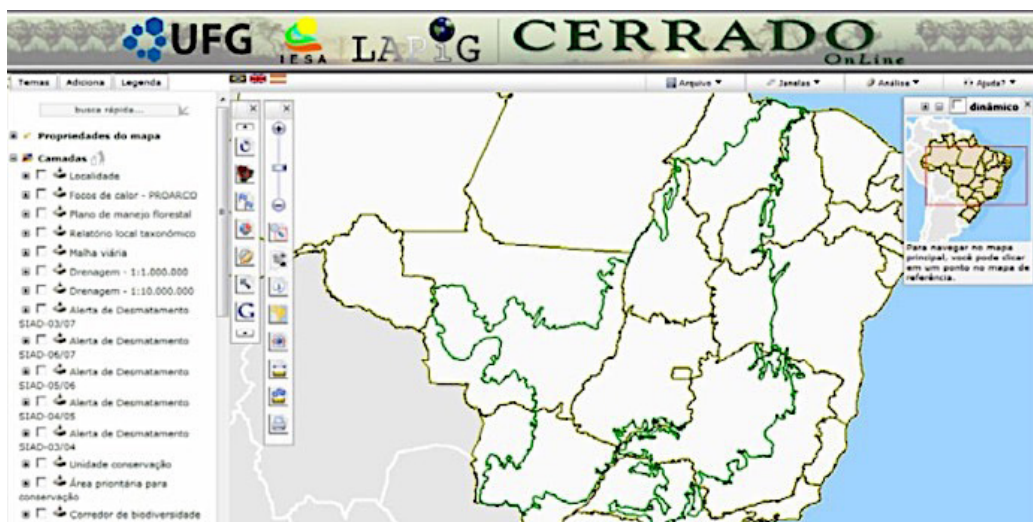 UFG
IESA
LAPIG
CERRADO
OnLine
Temas
Adiciona
Legenda
Arquivo
Janelas
Análise
Ajuda?
busca rápida...
Propriedades do mapa
Camadas
Localidade
Focos de calor - PROARCO
Plano de manejo florestal
Relatório local taxonômico
Malha viária
Drenagem - 1:1.000.000
Drenagem - 1:10.000.000
Alerta de Desmatamento
SIAD-03/07
Alerta de Desmatamento
SIAD-06/07
Alerta de Desmatamento
SIAD-05/06
Alerta de Desmatamento
SIAD-04/05
Alerta de Desmatamento
SIAD-03/04
Unidade conservação
Área prioritária para
conservação
Corredor de biodiversidade
G
dinâmico
Para navegar no mapa
principal, você pode clicar
em um ponto no mapa de
referência.